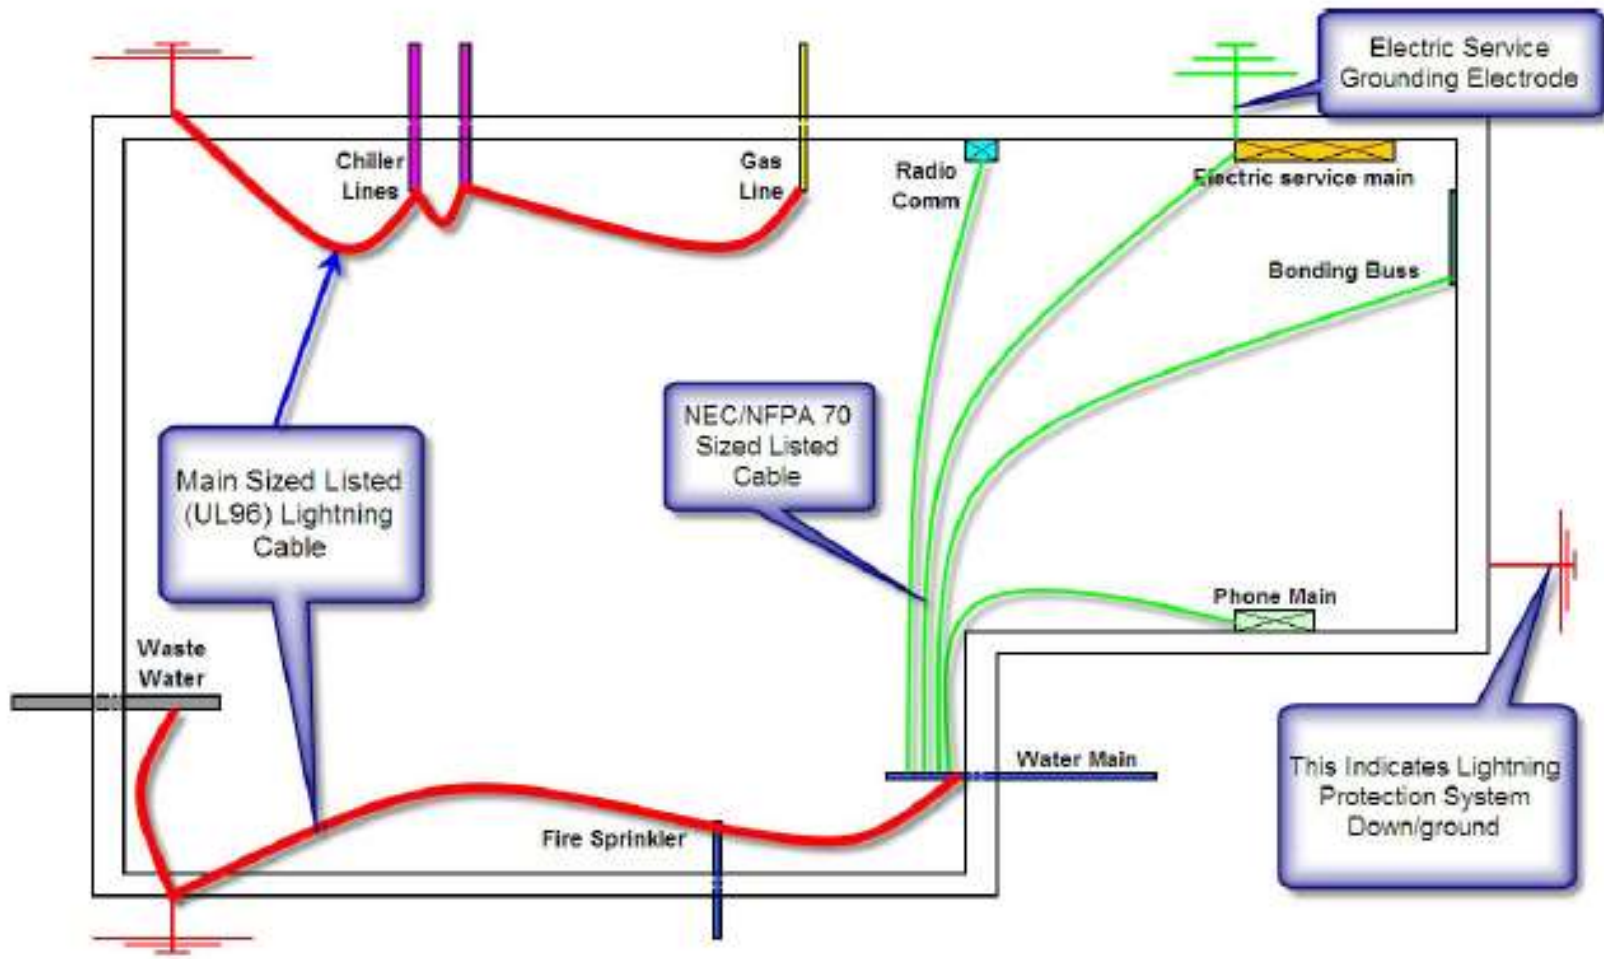 Electric Service
Grounding Electrode
Chiller
Lines
Gas
Line
Radio
Comm
Electric service main
Bonding Buss
NEC/NFPA 70
Sized Listed
Cable
Main Sized Listed
(UL96) Lightning
Cable
Phone Main
Waste
Water
Water Main
This Indicates Lightning
Protection System
Down/ground
Fire Sprinkler